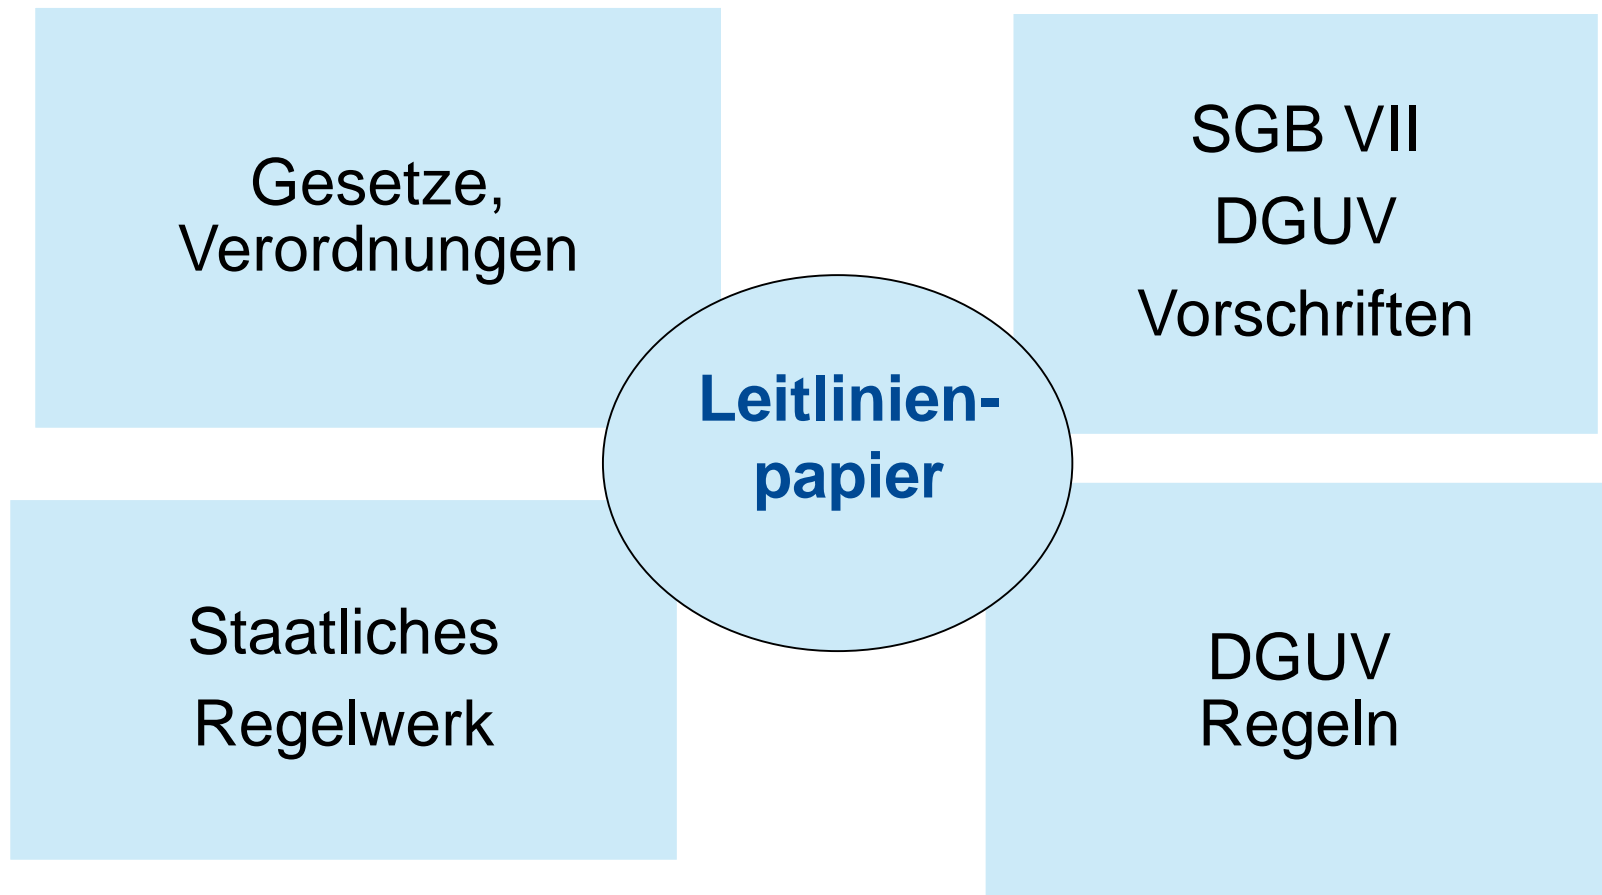 Gesetze,
Verordnungen
SGB VII
DGUV
Vorschriften
Leitlinien-
papier
Staatliches
Regelwerk
DGUV
Regeln